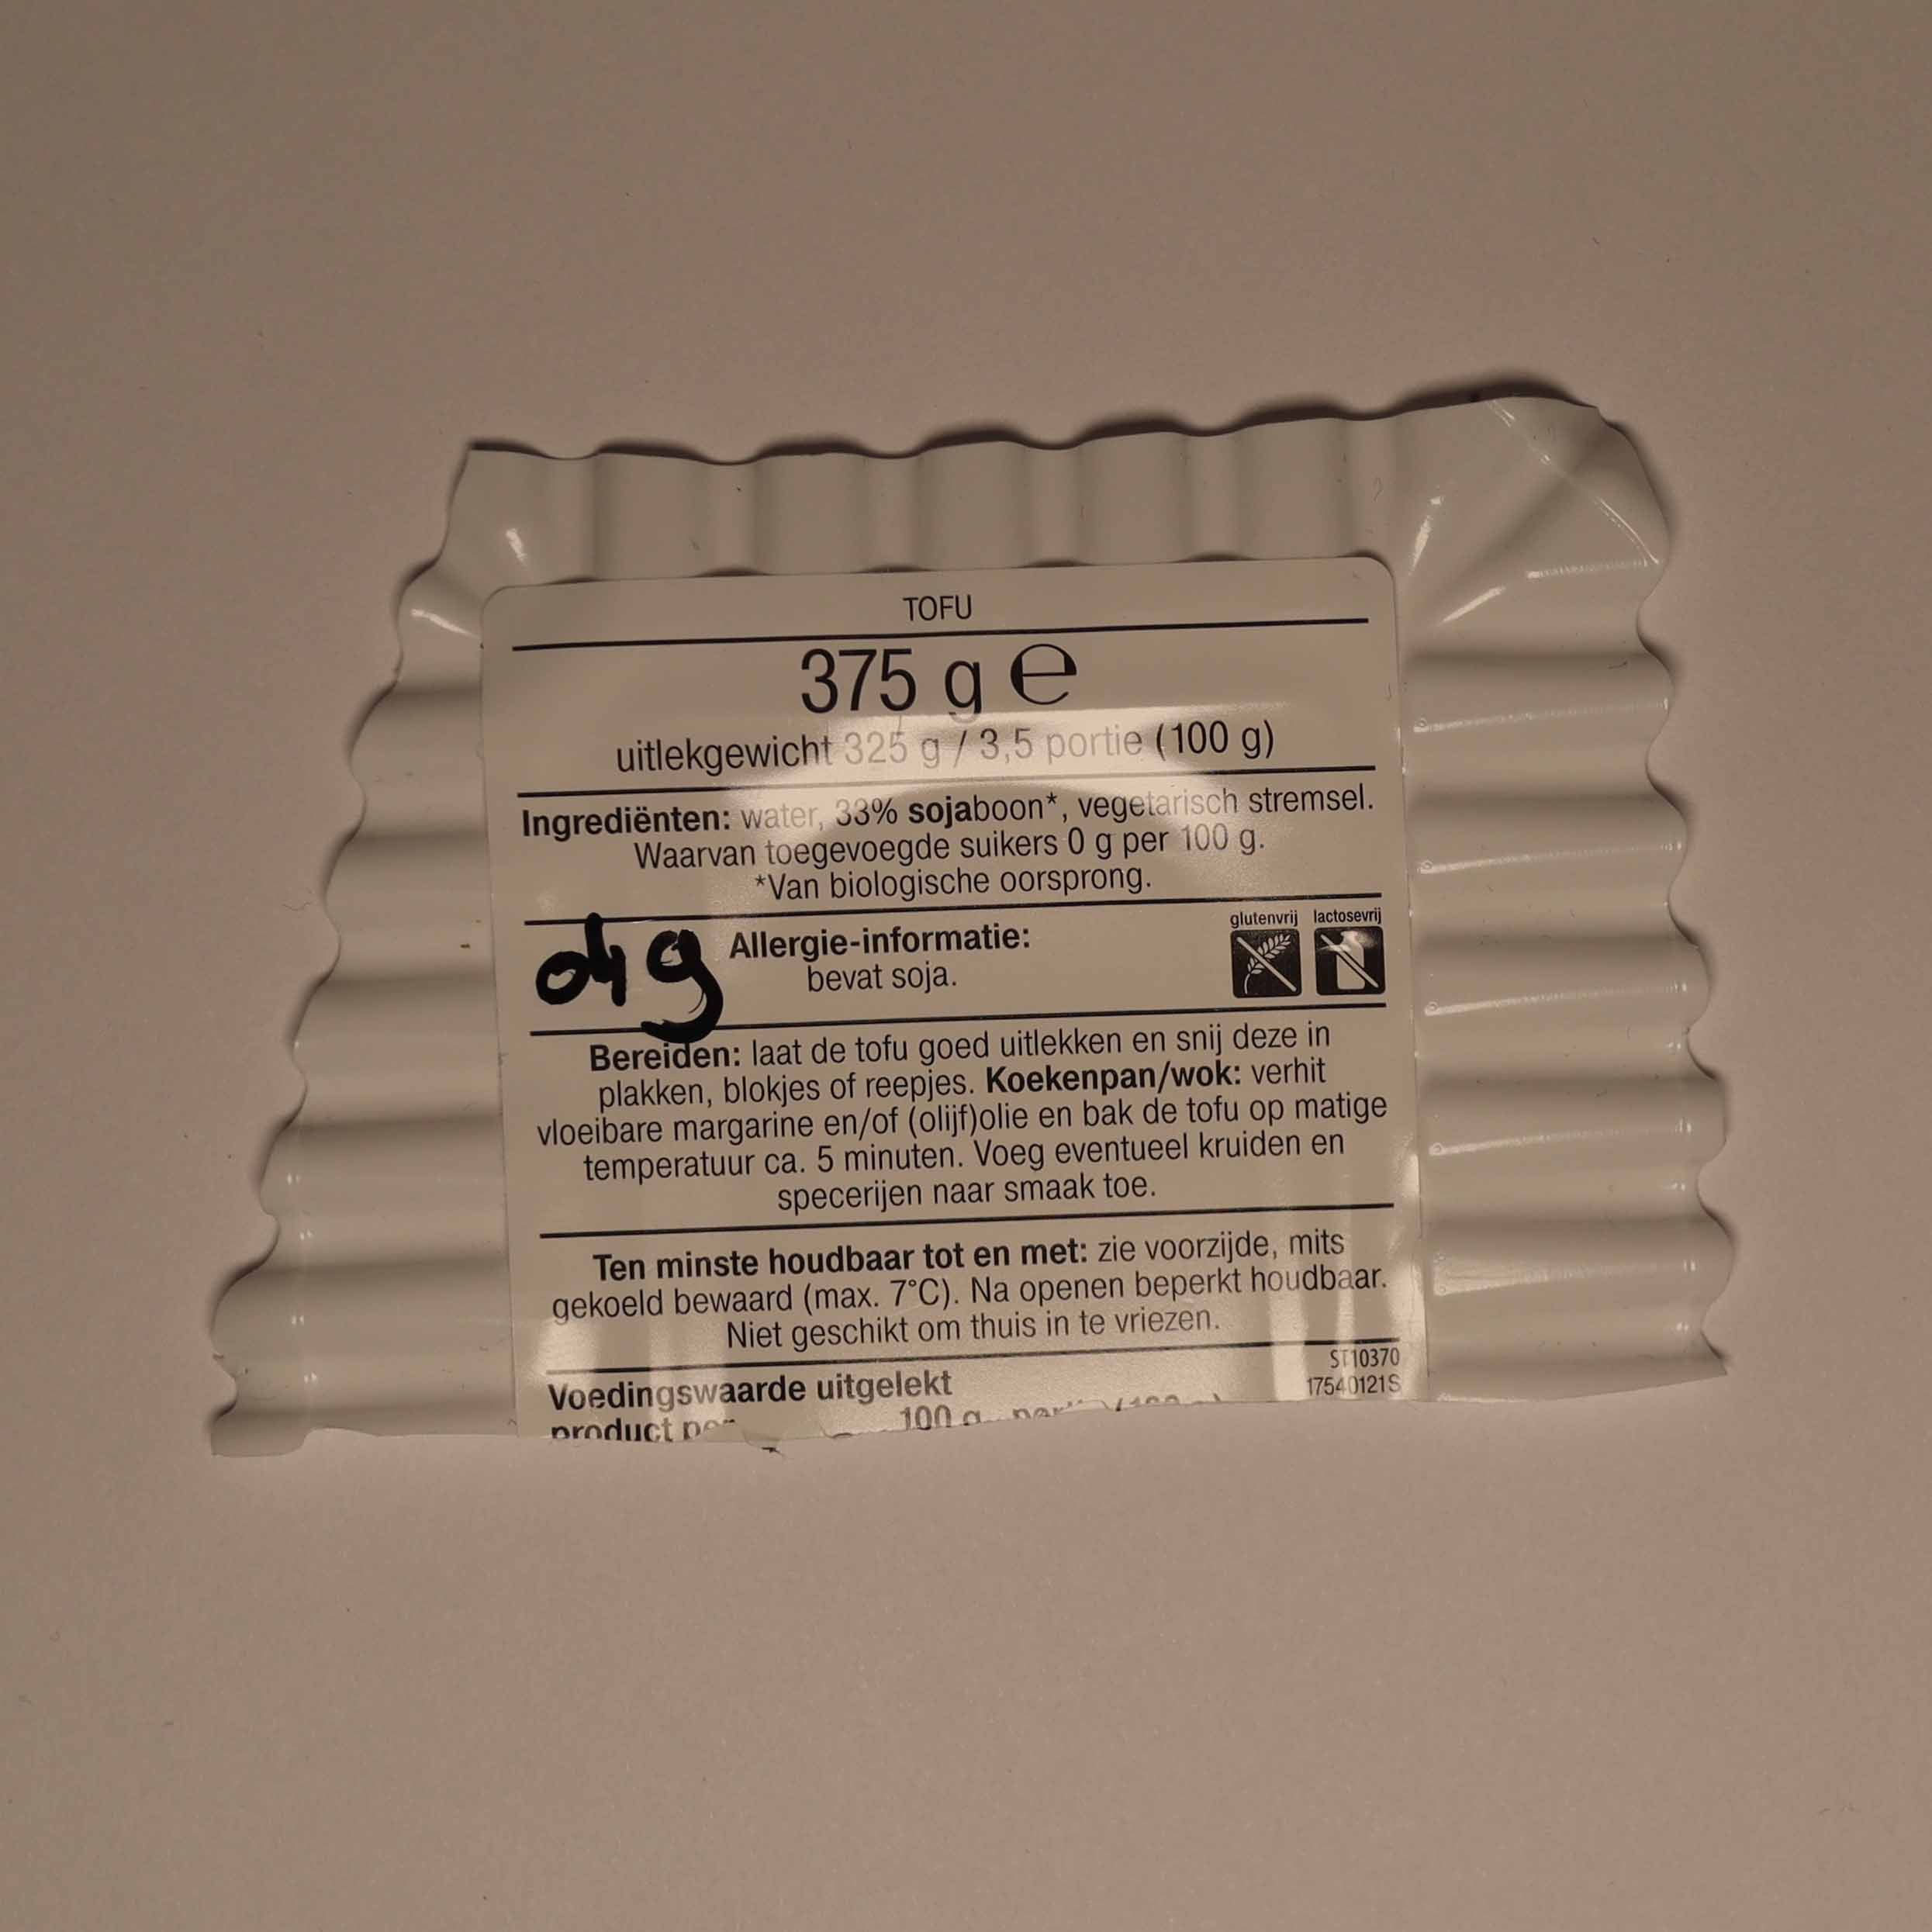 TOFU
375 g e
uitlekgewicht 325 g / 3,5 portie (100 g)
Ingrediënten: water, 33% sojaboon*, vegetarisch stremsel.
Waarvan toegevoegde suikers 0 g per 100 g.
*Van biologische oorsprong.
glutenvrij lactosevrij
Allergie-informatie:
bevat soja.
Bereiden: laat de tofu goed uitlekken en snij deze in
plakken, blokjes of reepjes. Koekenpan/wok: verhit
vloeibare margarine en/of (olijf)olie en bak de tofu op matige
temperatuur ca. 5 minuten. Voeg eventueel kruiden en
specerijen naar smaak toe.
Ten minste houdbaar tot en met: zie voorzijde, mits
gekoeld bewaard (max. 7°C). Na openen beperkt houdbaar.
Niet geschikt om thuis in te vriezen.
ST10370
17540121S
Voedingswaarde uitgelekt
product 100 g